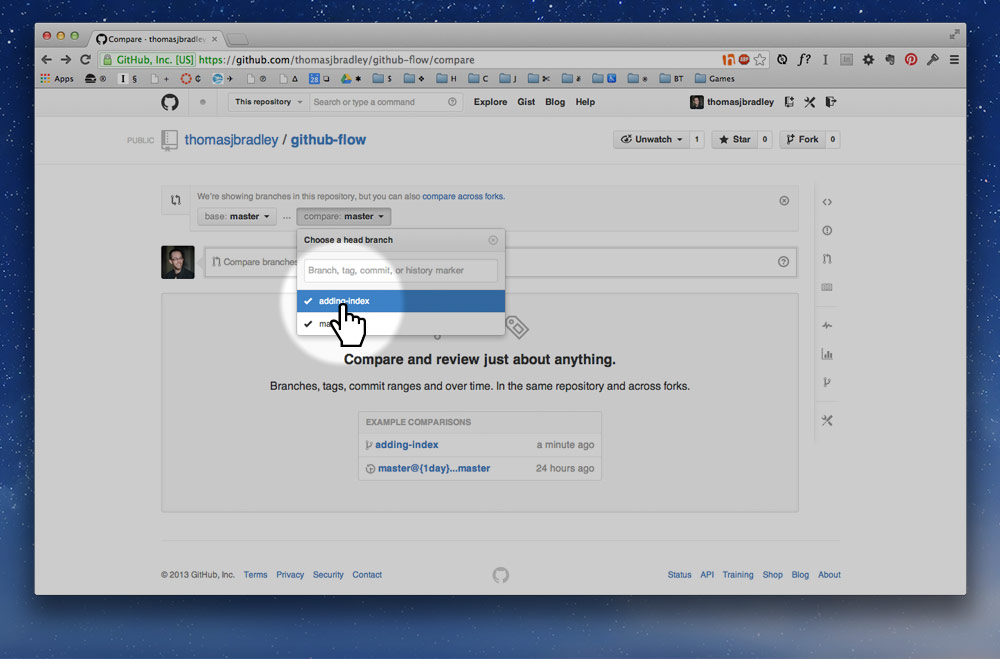 Compare - thomasjbradley
GitHub, Inc. [US] https://github.com/thomasjbradley/github-flow/compare
Apps
BT
Games
This repository
Search or type a command
Explore Gist Blog Help
thomasjbradley
PUBLIC thomasjbradley / github-flow
Unwatch 1 Star 0 Fork 0
We're showing branches in this repository, but you can also compare across forks.
base: master ... compare: master
Choose a head branch
Compare branches
Branch, tag, commit, or history marker
adding-index
Compare and review just about anything.
Branches, tags, commit ranges and over time. In the same repository and across forks.
EXAMPLE COMPARISONS
adding-index a minute ago
master@{1day}...master 24 hours ago
© 2013 GitHub, Inc. Terms Privacy Security Contact
Status API Training Shop Blog About